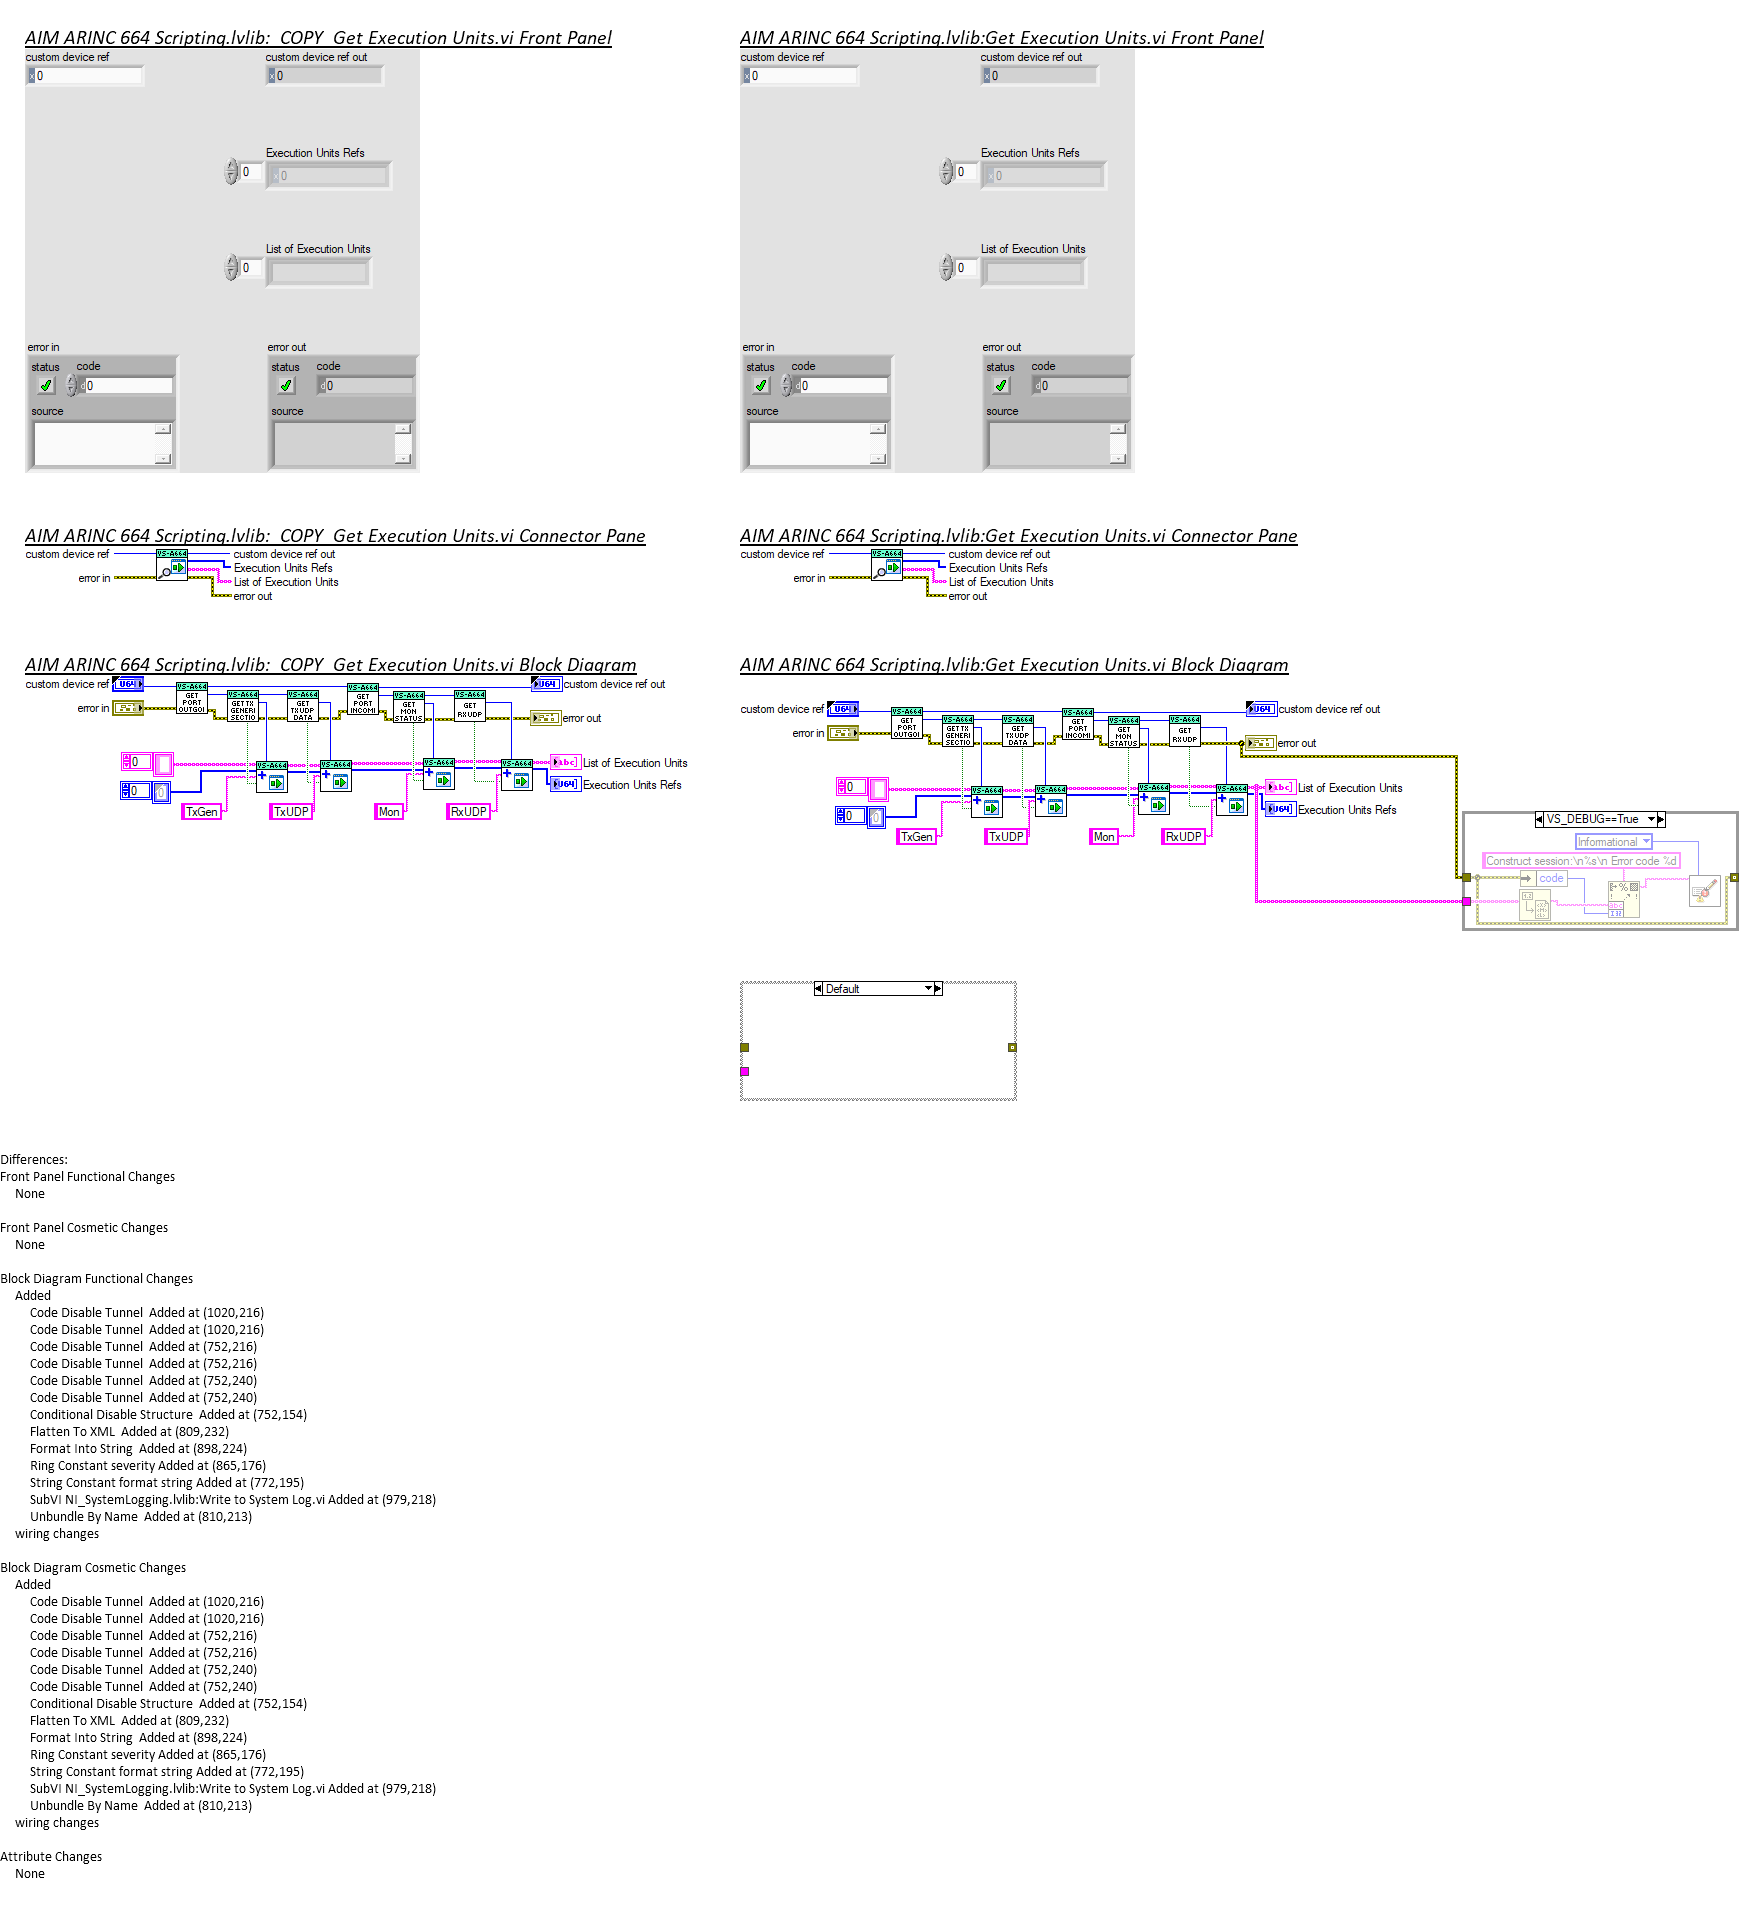 AIM ARINC 664 Scripting.lvlib:  COPY  Get Execution Units.vi Front Panel
custom device ref
custom device ref out
x 0
x 0
Execution Units Refs
0
x 0
List of Execution Units
0
error in
error out
status code
status code
d 0
d 0
source
source
AIM ARINC 664 Scripting.lvlib:Get Execution Units.vi Front Panel
custom device ref
custom device ref out
x 0
x 0
Execution Units Refs
0
x 0
List of Execution Units
0
error in
error out
status code
status code
d 0
d 0
source
source
AIM ARINC 664 Scripting.lvlib:  COPY  Get Execution Units.vi Connector Pane
custom device ref
VS-A664
custom device ref out
Execution Units Refs
error in
List of Execution Units
error out
AIM ARINC 664 Scripting.lvlib:Get Execution Units.vi Connector Pane
custom device ref
VS-A664
custom device ref out
Execution Units Refs
error in
List of Execution Units
error out
AIM ARINC 664 Scripting.lvlib:  COPY  Get Execution Units.vi Block Diagram
custom device ref
U64
VS-A664
GET
PORT
OUTGOI
VS-A664
GET TX
GENERI
SECTIO
VS-A664
GET
TXUDP
DATA
VS-A664
GET
PORT
INCOMI
VS-A664
GET
MON
STATUS
VS-A664
GET
RXUDP
U64
custom device ref out
error in
error out
0
VS-A664
VS-A664
VS-A664
VS-A664
abc
List of Execution Units
0
0
U64
Execution Units Refs
TxGen
TxUDP
Mon
RxUDP
AIM ARINC 664 Scripting.lvlib:Get Execution Units.vi Block Diagram
custom device ref
U64
VS-A664
GET
PORT
OUTGOI
VS-A664
GET TX
GENERI
SECTIO
VS-A664
GET
TXUDP
DATA
VS-A664
GET
PORT
INCOMI
VS-A664
GET
MON
STATUS
VS-A664
GET
RXUDP
U64
custom device ref out
error in
error out
0
VS-A664
VS-A664
VS-A664
VS-A664
abc
List of Execution Units
0
0
U64
Execution Units Refs
TxGen
TxUDP
Mon
RxUDP
VS_DEBUG==True
Informational
Construct session:\n%s\n Error code %d
code
abc
I32
Default
Differences:
Front Panel Functional Changes
None
Front Panel Cosmetic Changes
None
Block Diagram Functional Changes
Added
Code Disable Tunnel  Added at (1020,216)
Code Disable Tunnel  Added at (1020,216)
Code Disable Tunnel  Added at (752,216)
Code Disable Tunnel  Added at (752,216)
Code Disable Tunnel  Added at (752,240)
Code Disable Tunnel  Added at (752,240)
Conditional Disable Structure  Added at (752,154)
Flatten To XML  Added at (809,232)
Format Into String  Added at (898,224)
Ring Constant severity Added at (865,176)
String Constant format string Added at (772,195)
SubVI NI_SystemLogging.lvlib:Write to System Log.vi Added at (979,218)
Unbundle By Name  Added at (810,213)
wiring changes
Block Diagram Cosmetic Changes
Added
Code Disable Tunnel  Added at (1020,216)
Code Disable Tunnel  Added at (1020,216)
Code Disable Tunnel  Added at (752,216)
Code Disable Tunnel  Added at (752,216)
Code Disable Tunnel  Added at (752,240)
Code Disable Tunnel  Added at (752,240)
Conditional Disable Structure  Added at (752,154)
Flatten To XML  Added at (809,232)
Format Into String  Added at (898,224)
Ring Constant severity Added at (865,176)
String Constant format string Added at (772,195)
SubVI NI_SystemLogging.lvlib:Write to System Log.vi Added at (979,218)
Unbundle By Name  Added at (810,213)
wiring changes
Attribute Changes
None